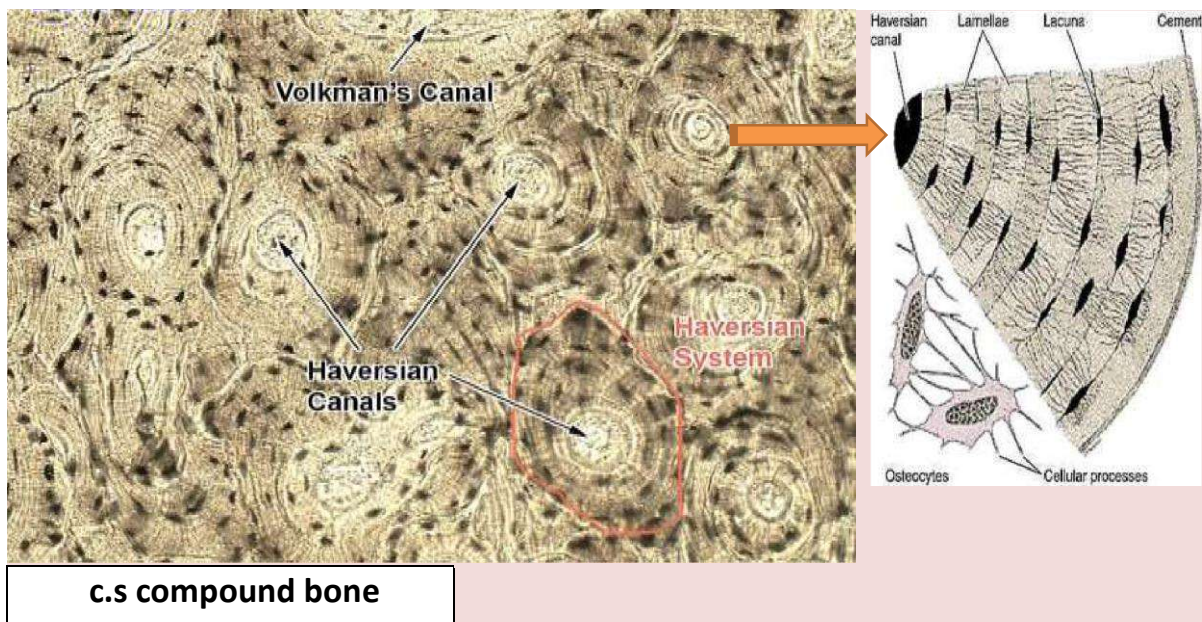 Volkman's Canal
Haversian
Canals
Haversian
System
c.s compound bone
Haversian
canal
Lamellae
Lacuna
Cement
Osteocytes
Cellular processes